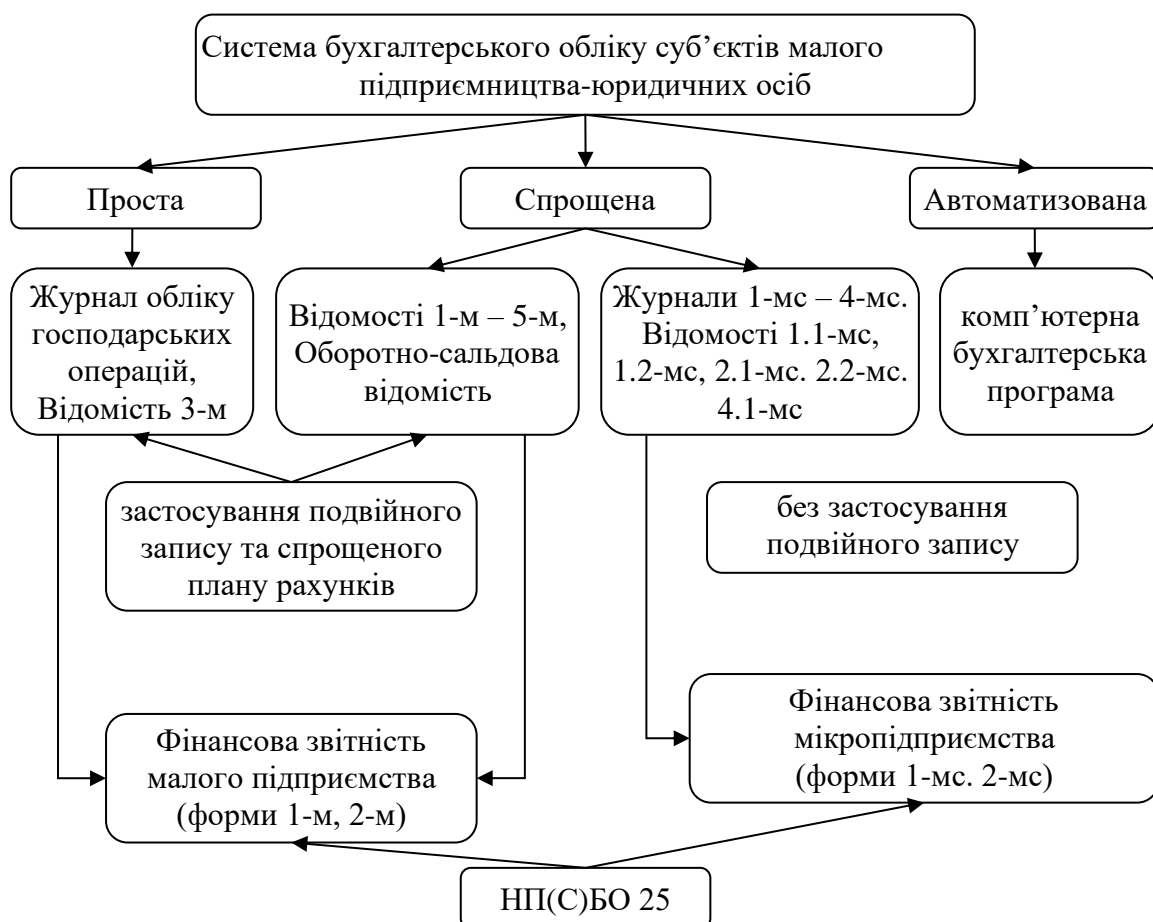 Система бухгалтерського обліку суб’єктів малого
підприємництва-юридичних осіб
Проста
Спрощена
Автоматизована
Журнал обліку
господарських
операцій,
Відомість 3-м
Відомості 1-м – 5-м,
Оборотно-сальдова
відомість
Журнали 1-мс – 4-мс.
Відомості 1.1-мс,
1.2-мс, 2.1-мс. 2.2-мс.
4.1-мс
комп’ютерна
бухгалтерська
програма
застосування подвійного
запису та спрощеного
плану рахунків
без застосування
подвійного запису
Фінансова звітність
малого підприємства
(форми 1-м, 2-м)
Фінансова звітність
мікропідприємства
(форми 1-мс. 2-мс)
НП(С)БО 25